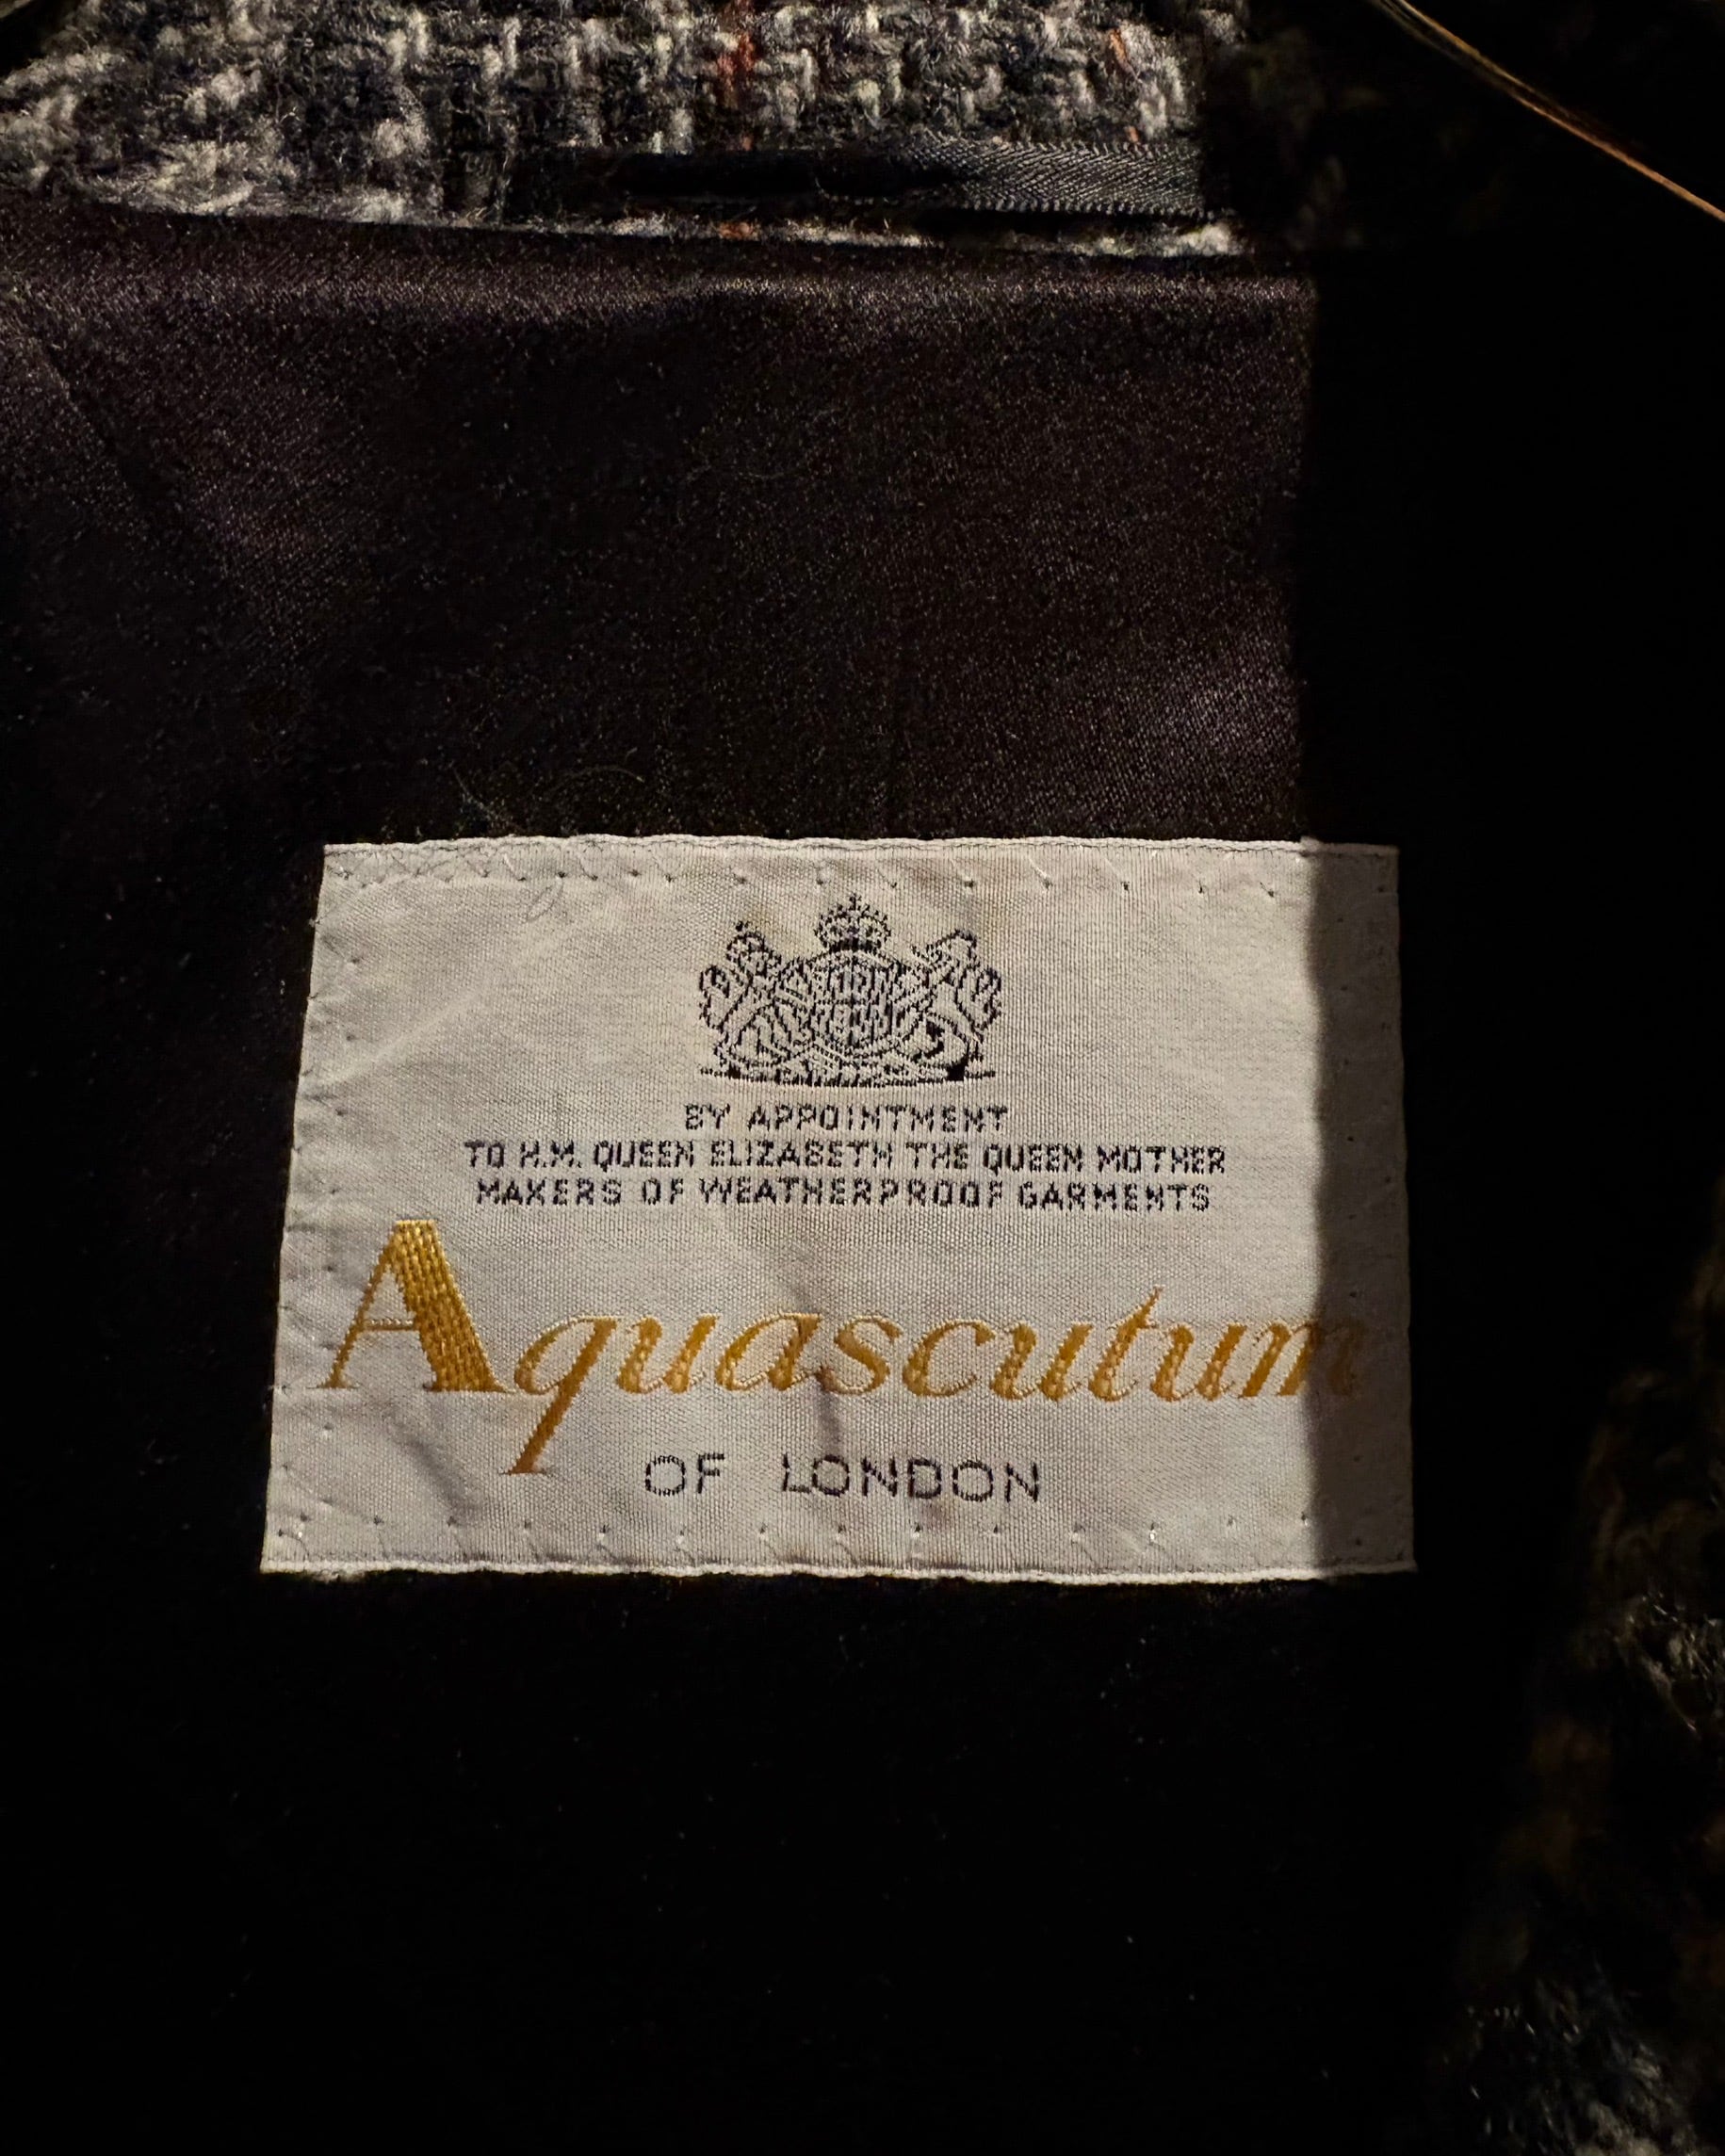 BY APPOINTMENT
TO H.M. QUEEN ELIZABETH THE QUEEN MOTHER
MAKERS OF WEATHERPROOF GARMENTS
Aquascutum
OF LONDON